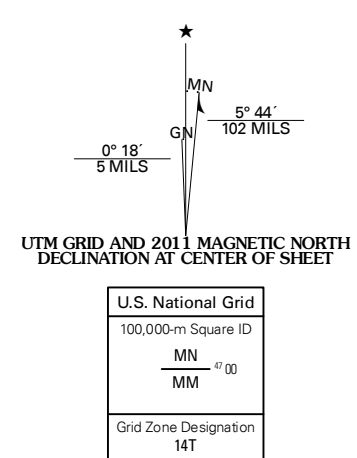 ★
MN
5° 44´
102 MILS
GN
0° 18´
5 MILS
UTM GRID AND 2011 MAGNETIC NORTH
DECLINATION AT CENTER OF SHEET
U.S. National Grid
100,000-m Square ID
MN
47 00
MM
Grid Zone Designation
14T